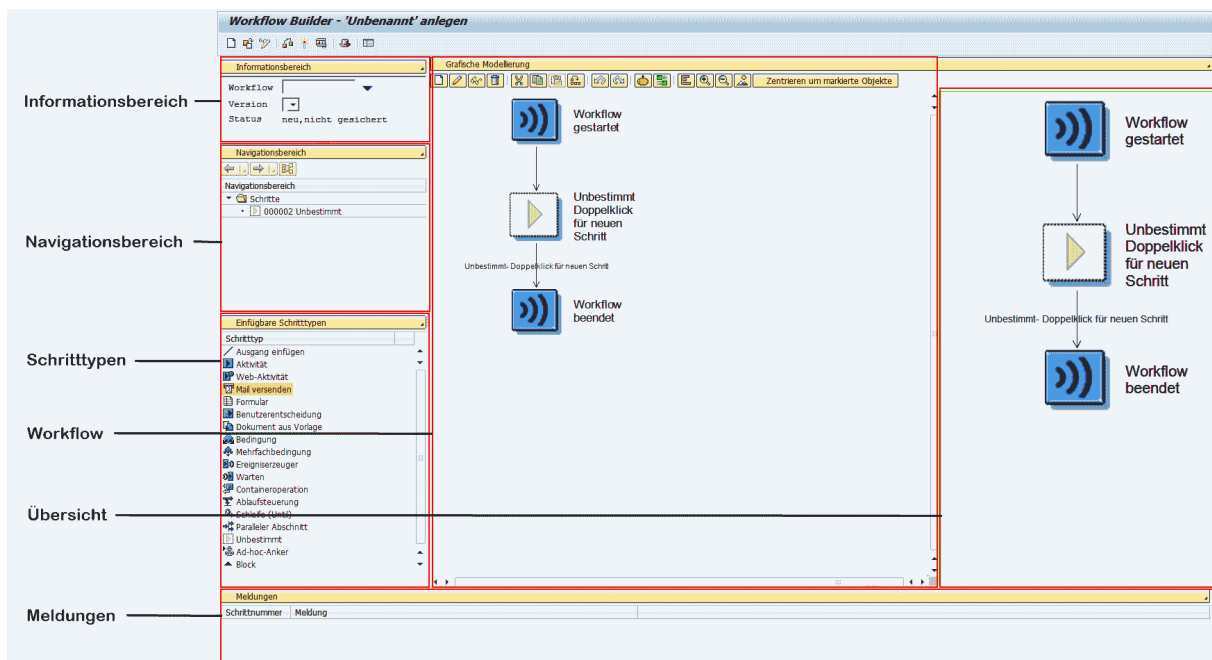 Workflow Builder - 'Unbenannt' anlegen
Informationsbereich
Informationsbereich
Workflow
Version
Status neu,nicht gesichert
Navigationsbereich
Navigationsbereich
Navigationsbereich
Schritte
000002 Unbestimmt
Schritttypen
Einfügbare Schritttypen
Schritttyp
Ausgang einfügen
Aktivität
Web-Aktivität
Mail versenden
Formular
Benutzerentscheidung
Dokument aus Vorlage
Bedingung
Mehrfachbedingung
Ereigniserzeuger
Warten
Containeroperation
Ablaufsteuerung
Schleife (Until)
Paralleler Abschnitt
Unbestimmt
Ad-hoc-Anker
Block
Workflow
Grafische Modellierung
Zentrieren um markierte Objekte
Workflow
gestartet
Unbestimmt
Doppelklick
für neuen
Schritt
Unbestimmt- Doppelklick für neuen Schritt
Workflow
beendet
Übersicht
Workflow
gestartet
Unbestimmt
Doppelklick
für neuen
Schritt
Unbestimmt- Doppelklick für neuen Schritt
Workflow
beendet
Meldungen
Meldungen
Schrittnummer Meldung